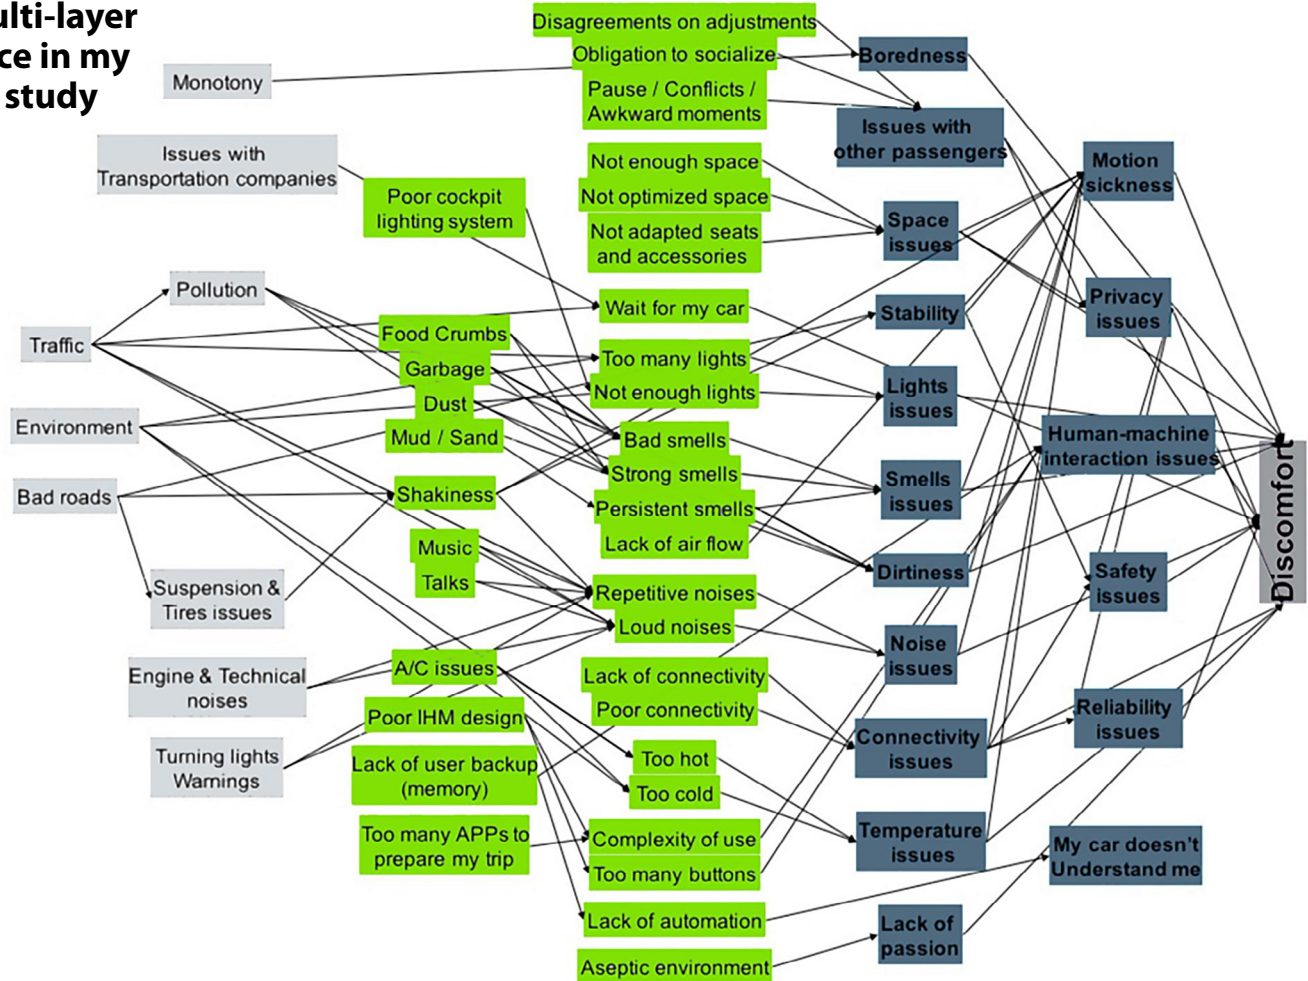 ulti-layer
ce in my
study
Monotony
Issues with
Transportation companies
Pollution
Traffic
Environment
Bad roads
Suspension &
Tires issues
Engine & Technical
noises
Turning lights
Warnings
Poor cockpit
lighting system
Food Crumbs
Garbage
Dust
Mud / Sand
Shakiness
Music
Talks
A/C issues
Poor IHM design
Lack of user backup
(memory)
Too many APPs to
prepare my trip
Disagreements on adjustments
Obligation to socialize
Pause / Conflicts /
Awkward moments
Not enough space
Not optimized space
Not adapted seats
and accessories
Wait for my car
Too many lights
Not enough lights
Bad smells
Strong smells
Persistent smells
Lack of air flow
Repetitive noises
Loud noises
Lack of connectivity
Poor connectivity
Too hot
Too cold
Complexity of use
Too many buttons
Lack of automation
Aseptic environment
Boredness
Issues with
other passengers
Space
issues
Stability
Lights
issues
Smells
issues
Dirtiness
Noise
issues
Connectivity
issues
Temperature
issues
Lack of
passion
Motion
sickness
Privacy
issues
Human-machine
interaction issues
Safety
issues
Reliability
issues
My car doesn't
Understand me
Discomfort